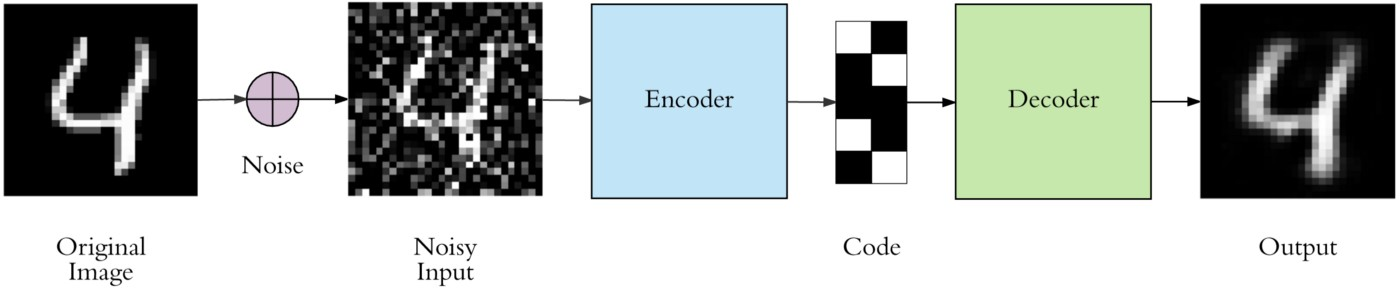 Encoder
Decoder
Noise
Original
Image
Noisy
Input
Code
Output